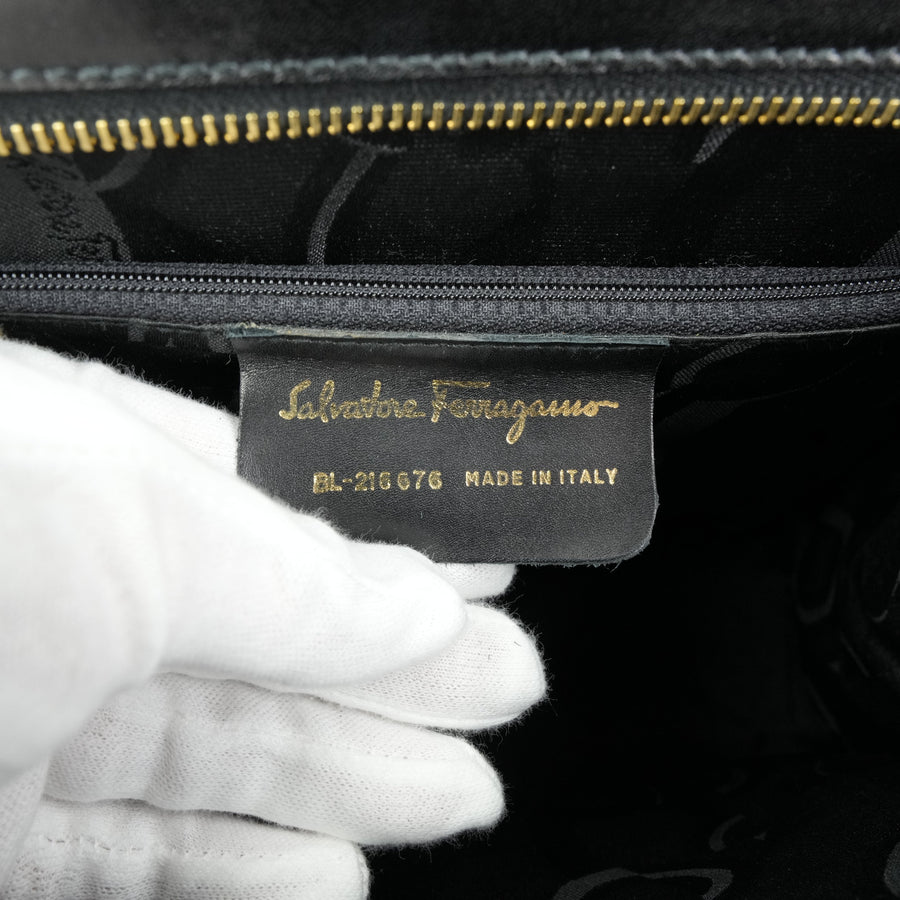 Salvatore Ferragamo
BL-216676 MADE IN ITALY